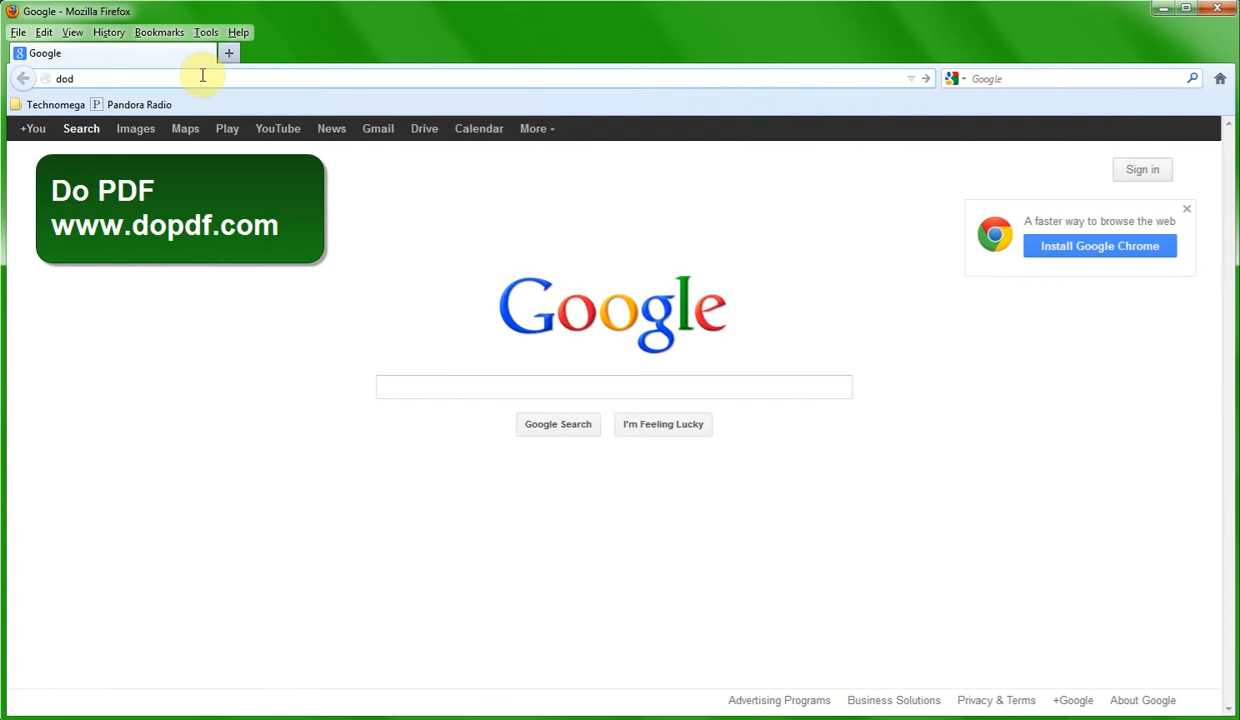 Google - Mozilla Firefox
File Edit View History Bookmarks Tools Help
Google
dod
Google
Technomega Pandora Radio
+You Search Images Maps Play YouTube News Gmail Drive Calendar More
Sign in
Do PDF
www.dopdf.com
A faster way to browse the web
Install Google Chrome
Google
Google Search I'm Feeling Lucky
Advertising Programs Business Solutions Privacy & Terms +Google About Google